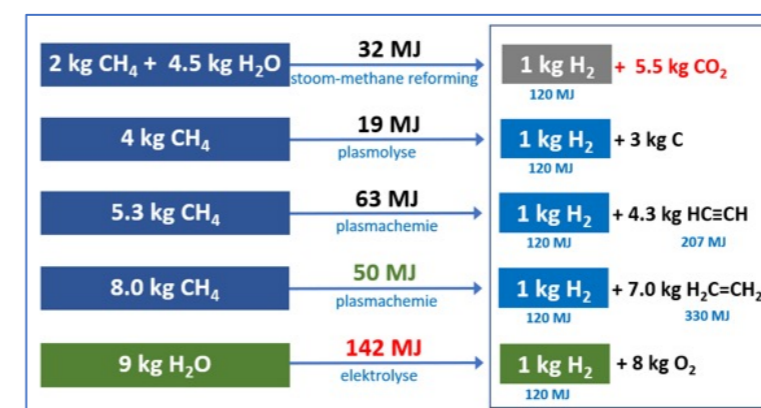 32 MJ
2 kg CH₄ + 4.5 kg H₂O
stoom-methane reforming
1 kg H₂ + 5.5 kg CO₂
120 MJ
19 MJ
4 kg CH₄
plasmolyse
1 kg H₂ + 3 kg C
120 MJ
63 MJ
5.3 kg CH₄
plasmachemie
1 kg H₂ + 4.3 kg HC≡CH
120 MJ 207 MJ
50 MJ
8.0 kg CH₄
plasmachemie
1 kg H₂ + 7.0 kg H₂C=CH₂
120 MJ 330 MJ
142 MJ
9 kg H₂O
elektrolyse
1 kg H₂ + 8 kg O₂
120 MJ